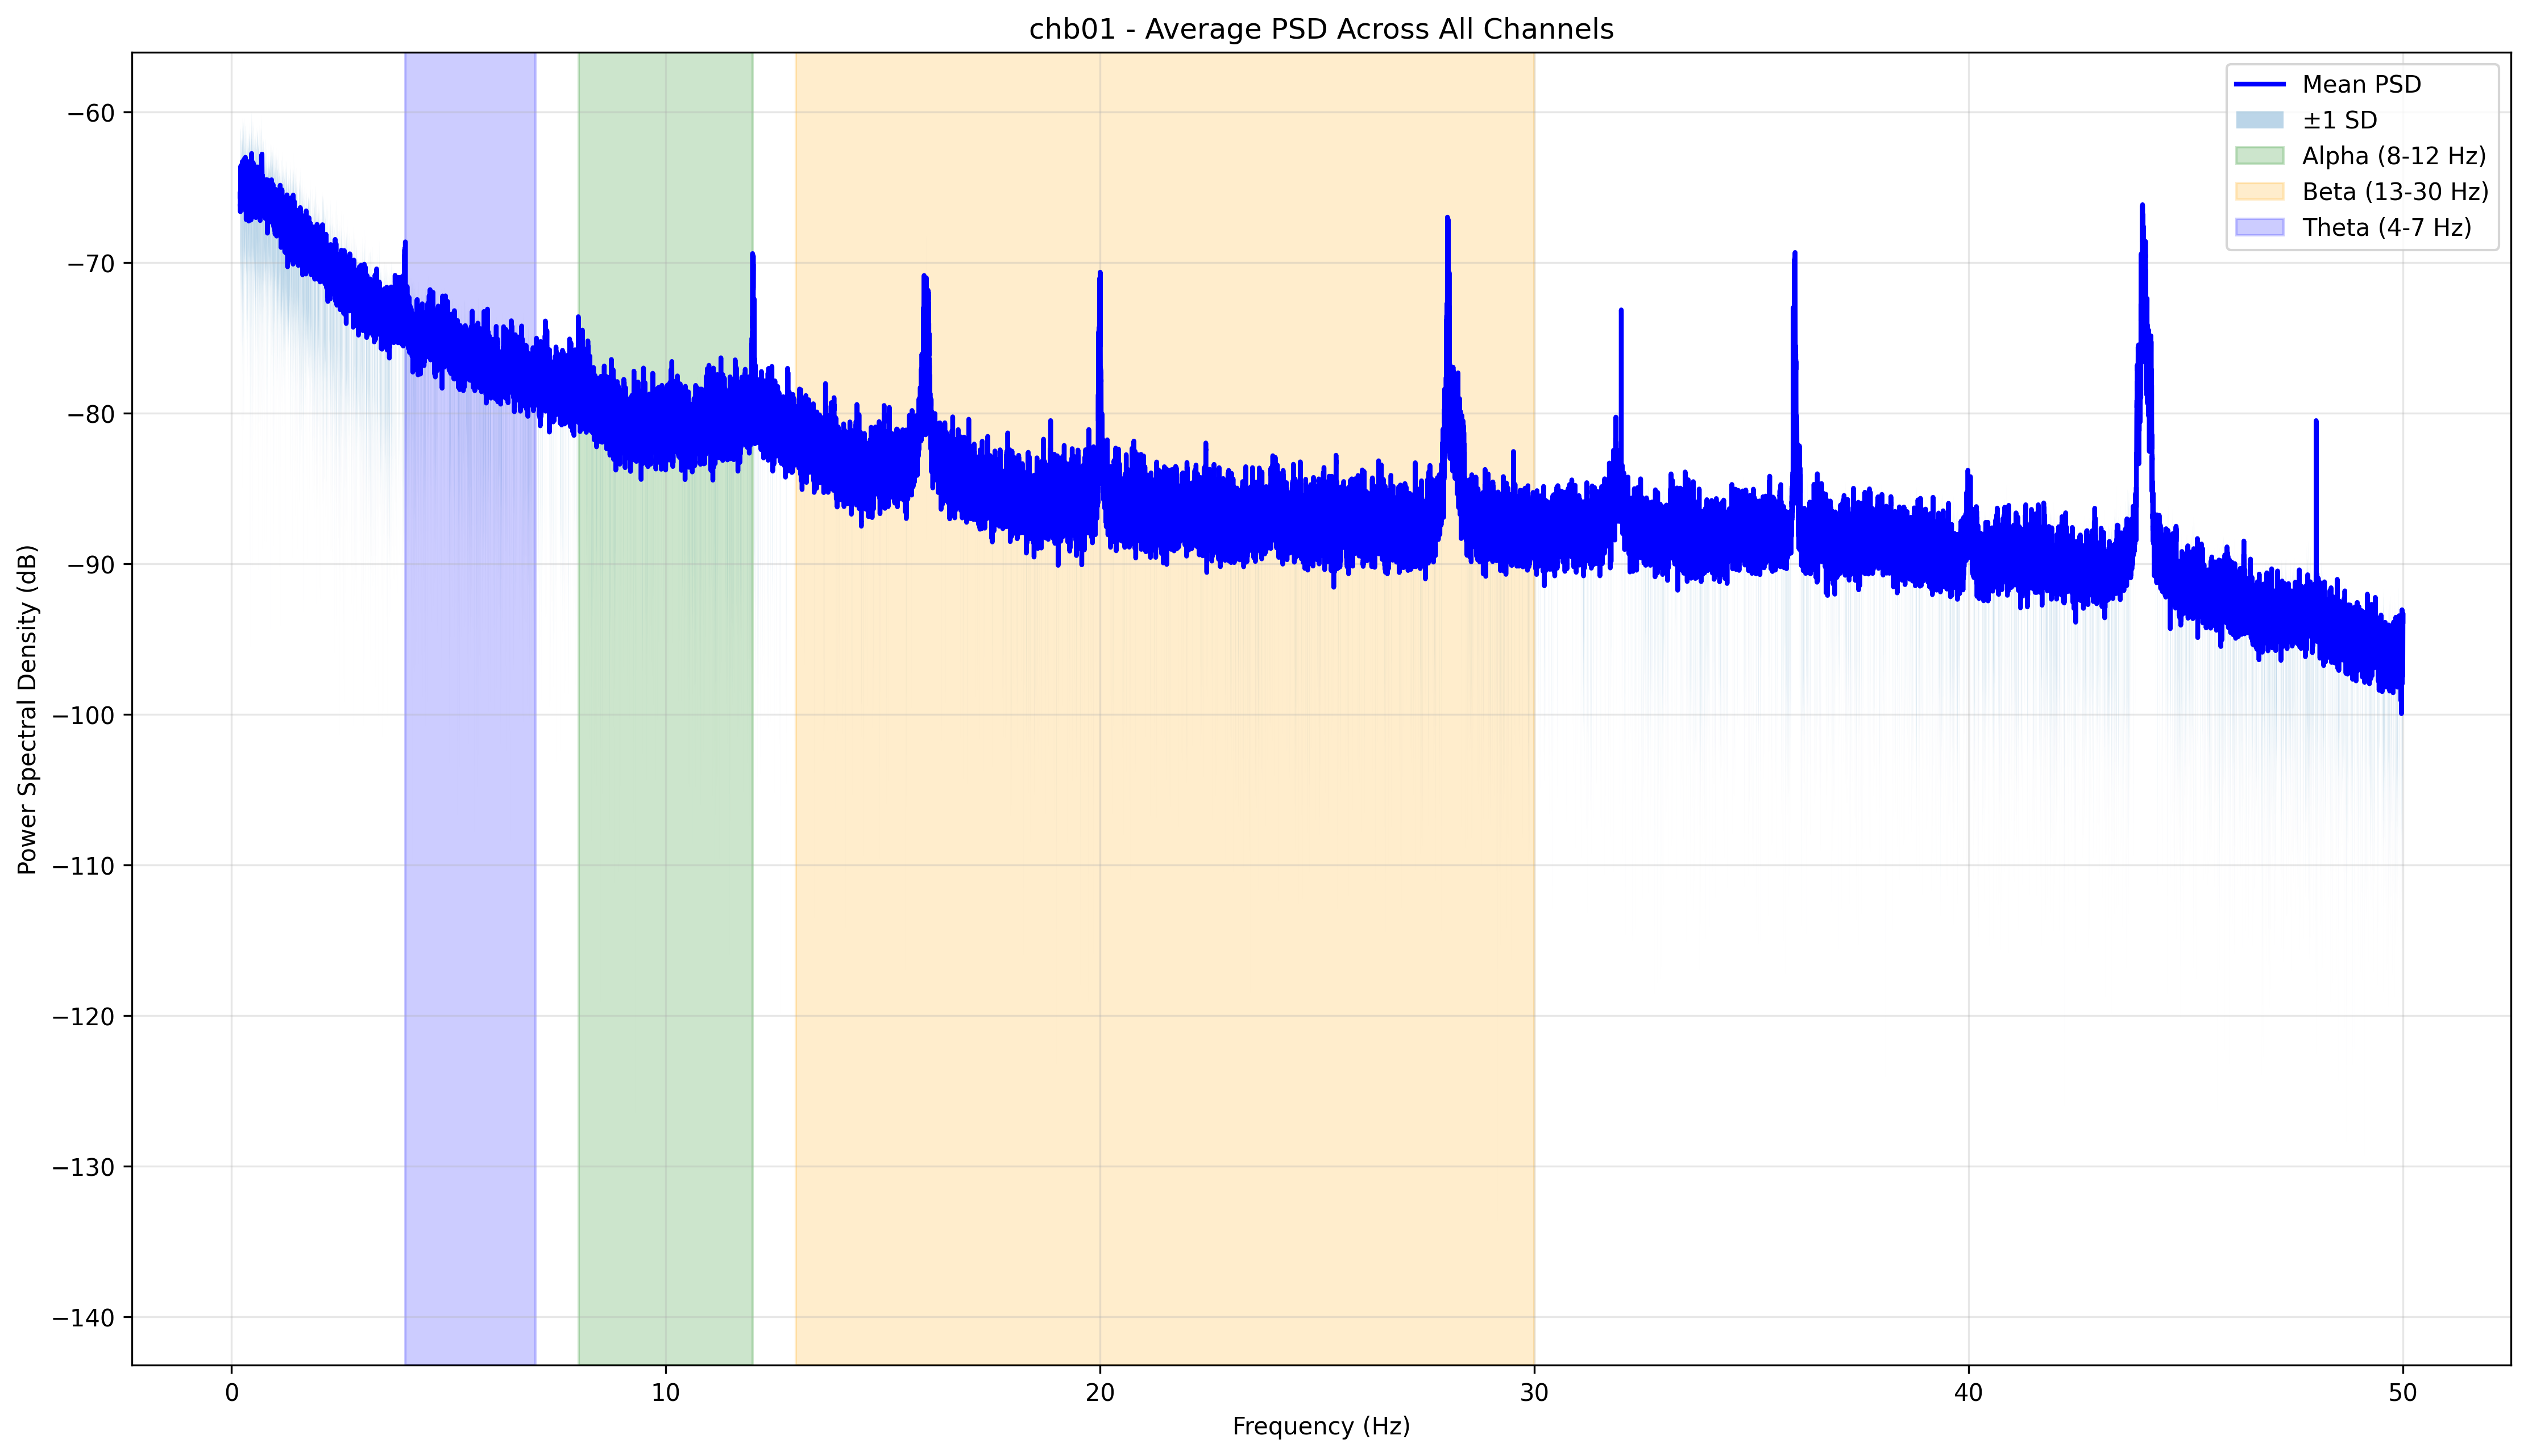 chb01 - Average PSD Across All Channels
Mean PSD
±1 SD
Alpha (8-12 Hz)
Beta (13-30 Hz)
Theta (4-7 Hz)
Power Spectral Density (dB)
−60
−70
−80
−90
−100
−110
−120
−130
−140
0 10 20 30 40 50
Frequency (Hz)